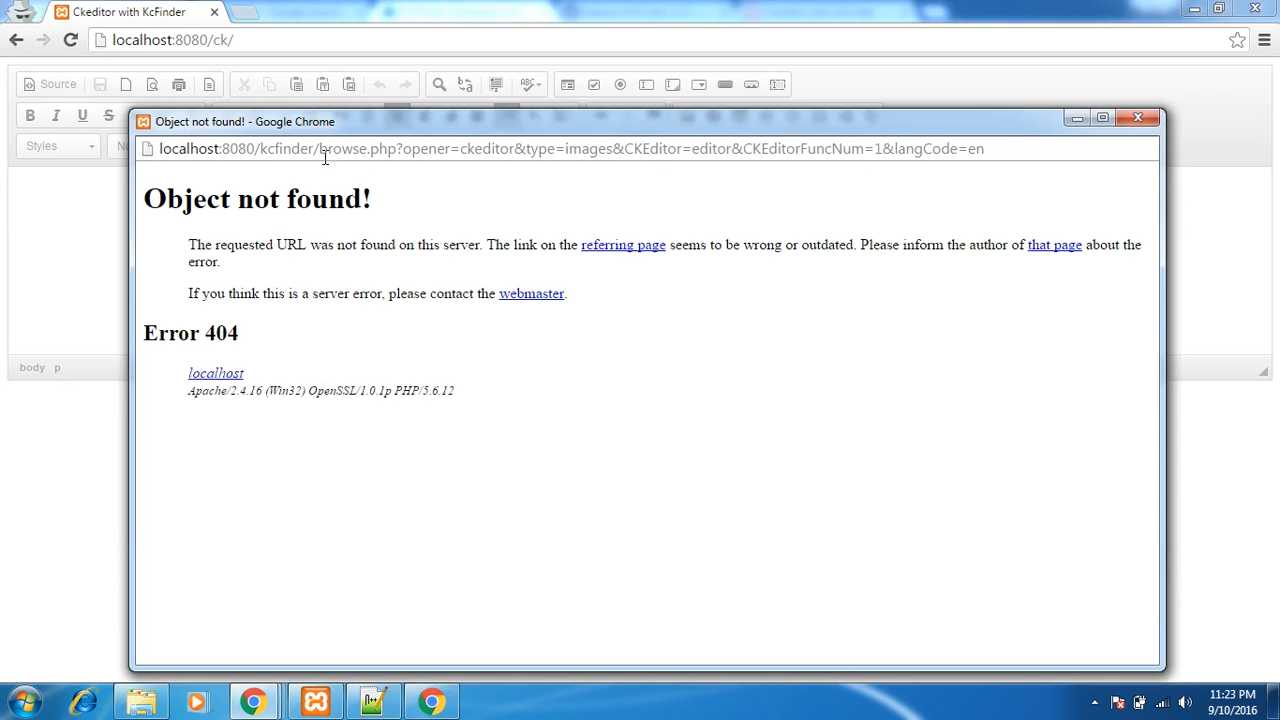 Ckeditor with KcFinder
localhost:8080/ck/
Source
B I U S
Styles
Object not found! - Google Chrome
localhost:8080/kcfinder/browse.php?opener=ckeditor&type=images&CKEditor=editor&CKEditorFuncNum=1&langCode=en
Object not found!
The requested URL was not found on this server. The link on the referring page seems to be wrong or outdated. Please inform the author of that page about the
error.
If you think this is a server error, please contact the webmaster.
Error 404
localhost
Apache/2.4.16 (Win32) OpenSSL/1.0.1p PHP/5.6.12
body p
11:23 PM
9/10/2016